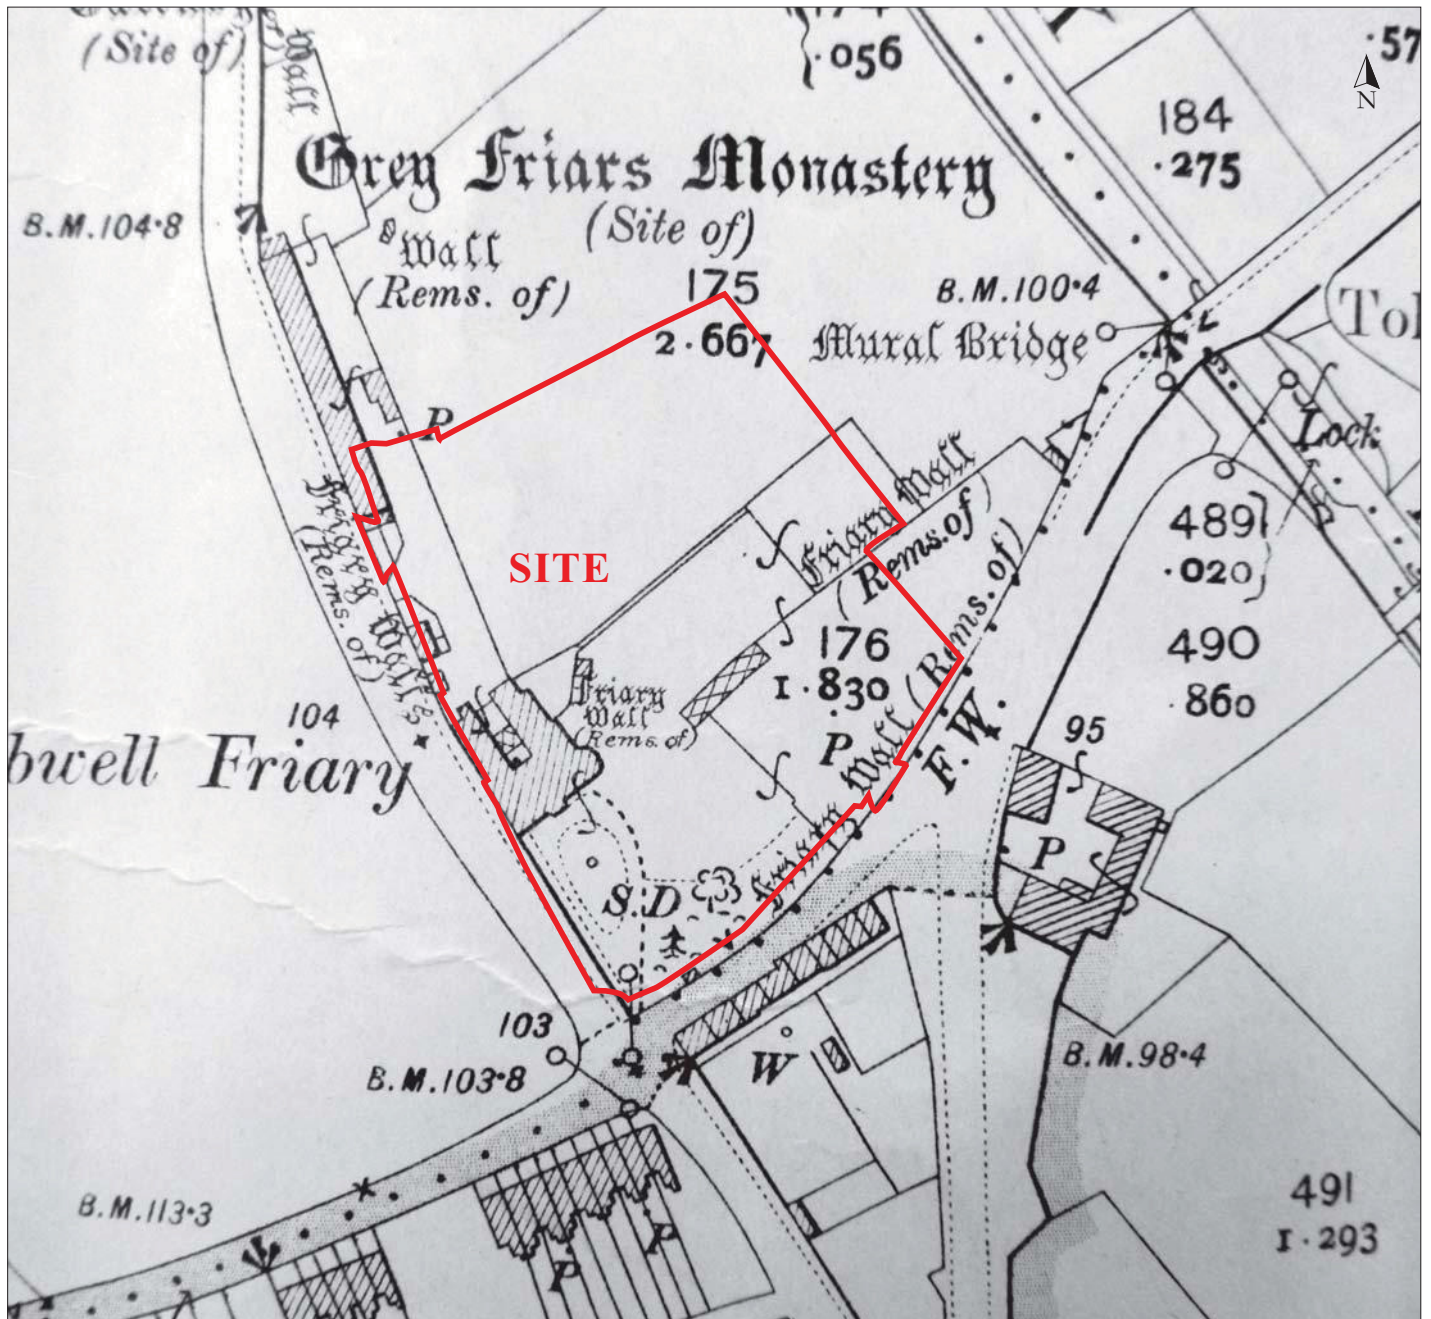 (Site of)
Wall
.056
.57
N
184
.275
Grey Friars Monastery
(Site of)
B.M.104.8
Wall
(Rems. of)
175
2.667
B.M.100.4
Mural Bridge
Tol
Lock
P
Friary Wall
(Rems. of)
Friary Walls
(Rems. of)
SITE
489
.020
490
.860
176
1.830
Friary
Wall
(Rems. of)
P
Friary Wall (Rems. of)
F.W.
104
bwell Friary
95
P
S.D
103
B.M.103.8
W
B.M.98.4
B.M.113.3
P
P
491
1.293